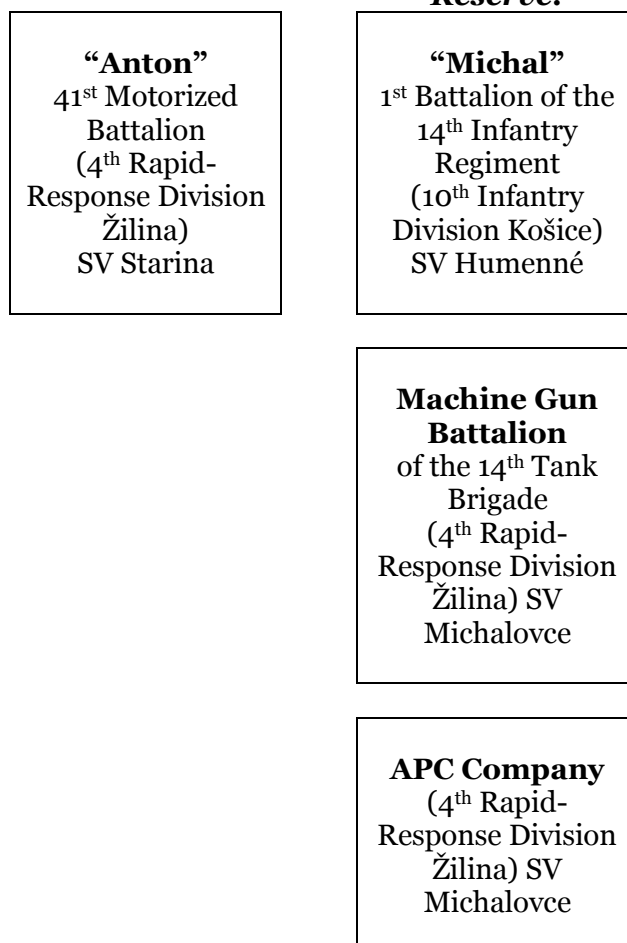 Reserve:
“Anton”
41st Motorized
Battalion
(4th Rapid-
Response Division
Žilina)
SV Starina
“Michal”
1st Battalion of the
14th Infantry
Regiment
(10th Infantry
Division Košice)
SV Humenné
Machine Gun
Battalion
of the 14th Tank
Brigade
(4th Rapid-
Response Division
Žilina) SV
Michalovce
APC Company
(4th Rapid-
Response Division
Žilina) SV
Michalovce